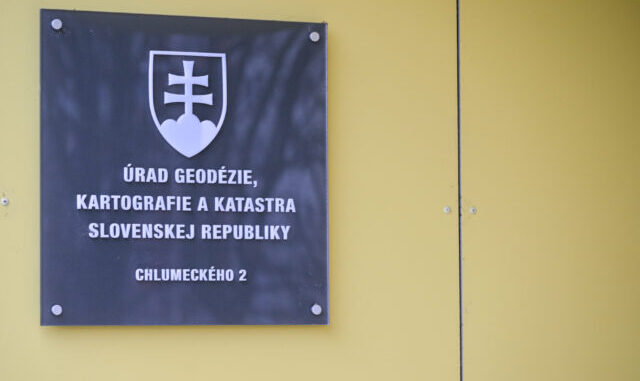 ÚRAD GEODÉZIE,
KARTOGRAFIE A KATASTRA
SLOVENSKEJ REPUBLIKY
CHLUMECKÉHO 2